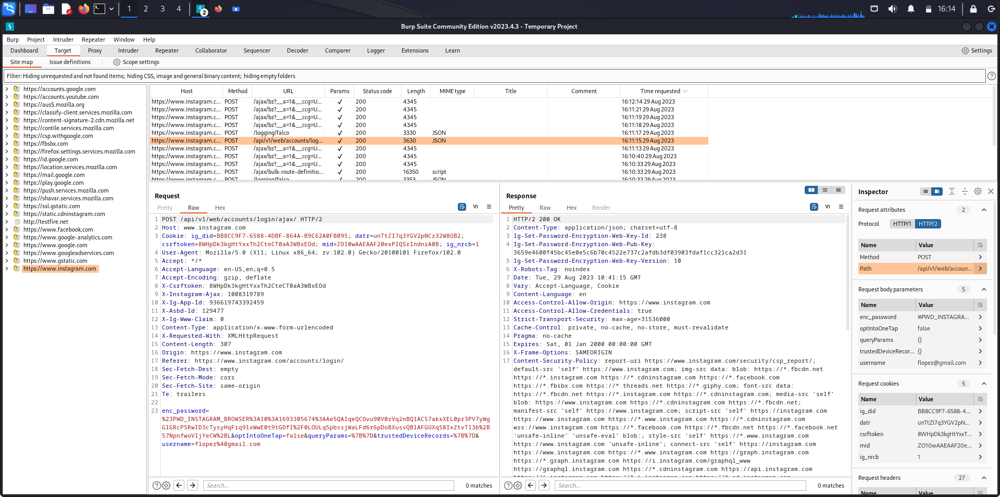 1
2
3
4
2
16:14
Burp Suite Community Edition v2023.4.3 - Temporary Project
Burp Project Intruder Repeater Window Help
Dashboard Target Proxy Intruder Repeater Collaborator Sequencer Decoder Comparer Logger Extensions Learn
Settings
Site map Issue definitions Scope settings
Filter: Hiding unrequested and not found items; hiding CSS, image and general binary content; hiding empty folders
https://accounts.google.com
https://accounts.youtube.com
https://aus5.mozilla.org
https://classify-client.services.mozilla.com
https://content-signature-2.cdn.mozilla.net
https://contile.services.mozilla.com
https://csp.withgoogle.com
https://fbsbx.com
https://firefox.settings.services.mozilla.com
https://id.google.com
https://location.services.mozilla.com
https://mail.google.com
https://play.google.com
https://push.services.mozilla.com
https://shavar.services.mozilla.com
https://ssl.gstatic.com
https://static.cdninstagram.com
http://testfire.net
https://www.facebook.com
https://www.google-analytics.com
https://www.google.com
https://www.googleadservices.com
https://www.gstatic.com
https://www.instagram.com
Host Method URL Params Status code Length MIME type Title Comment Time requested
https://www.instagram.c... POST /ajax/bz?__a=1&__ccg=U... ✓ 200 4345 16:12:14 29 Aug 2023
https://www.instagram.c... POST /ajax/bz?__a=1&__ccg=U... ✓ 200 4345 16:11:21 29 Aug 2023
https://www.instagram.c... POST /ajax/bz?__a=1&__ccg=U... ✓ 200 4345 16:11:19 29 Aug 2023
https://www.instagram.c... POST /ajax/bz?__a=1&__ccg=U... ✓ 200 4345 16:11:18 29 Aug 2023
https://www.instagram.c... POST /logging/falco ✓ 200 3330 JSON 16:11:17 29 Aug 2023
https://www.instagram.c... POST /api/v1/web/accounts/log... ✓ 200 3630 JSON 16:11:15 29 Aug 2023
https://www.instagram.c... POST /ajax/bz?__a=1&__ccg=U... ✓ 200 4345 16:11:13 29 Aug 2023
https://www.instagram.c... POST /ajax/bz?__a=1&__ccg=U... ✓ 200 4345 16:10:40 29 Aug 2023
https://www.instagram.c... POST /ajax/bz?__a=1&__ccg=U... ✓ 200 4345 16:10:33 29 Aug 2023
https://www.instagram.c... POST /ajax/bulk-route-definitio... ✓ 200 16350 script 16:10:33 29 Aug 2023
https://www.instagram.c... POST /logging/falco ✓ 200 3353 JSON 16:10:33 29 Aug 2023
Request
Pretty Raw Hex
\n
1 POST /api/v1/web/accounts/login/ajax/ HTTP/2
2 Host: www.instagram.com
3 Cookie: ig_did=BB8CC9F7-6588-4DBF-864A-B9C62A0FB095; datr=unTtZI7q3YGV2pNCz32W8OB2;
csrftoken=8WHpDk3kgHtYxxTh2CteCT0aA3WBxEOd; mid=ZO10wAAEAAF20exPIQSrIndnzA0B; ig_nrcb=1
4 User-Agent: Mozilla/5.0 (X11; Linux x86_64; rv:102.0) Gecko/20100101 Firefox/102.0
5 Accept: */*
6 Accept-Language: en-US,en;q=0.5
7 Accept-Encoding: gzip, deflate
8 X-Csrftoken: 8WHpDk3kgHtYxxTh2CteCT0aA3WBxEOd
9 X-Instagram-Ajax: 1008319789
10 X-Ig-App-Id: 936619743392459
11 X-Asbd-Id: 129477
12 X-Ig-Www-Claim: 0
13 Content-Type: application/x-www-form-urlencoded
14 X-Requested-With: XMLHttpRequest
15 Content-Length: 307
16 Origin: https://www.instagram.com
17 Referer: https://www.instagram.com/accounts/login/
18 Sec-Fetch-Dest: empty
19 Sec-Fetch-Mode: cors
20 Sec-Fetch-Site: same-origin
21 Te: trailers
22
23 enc_password=
%23PWD_INSTAGRAM_BROWSER%3A10%3A1693305674%3AAe5QAIqeQCOvu90V0zVq2nBQ1AC57akxXEL0pr3PV7yWg
GlGRcPSRwID3cTysyHqFiq9lxWwE0t9tGOfI%2F0LOULq5pbssjWaLFd6r6pDoBXusvQBlAFGUXqS8IxZtvT13b%2B
57NpnfwoVIjYeCW%2BL&optIntoOneTap=false&queryParams=%7B%7D&trustedDeviceRecords=%7B%7D&
username=flopez%40gmail.com
Search... 0 matches
Response
Pretty Raw Hex Render
\n
1 HTTP/2 200 OK
2 Content-Type: application/json; charset=utf-8
3 Ig-Set-Password-Encryption-Web-Key-Id: 238
4 Ig-Set-Password-Encryption-Web-Pub-Key:
3659e4600f45bc45e0e5c6b70c4522e737c2afdb3df03903fdaf1cc321ca2d31
5 Ig-Set-Password-Encryption-Web-Key-Version: 10
6 X-Robots-Tag: noindex
7 Date: Tue, 29 Aug 2023 10:41:15 GMT
8 Vary: Accept-Language, Cookie
9 Content-Language: en
10 Access-Control-Allow-Origin: https://www.instagram.com
11 Access-Control-Allow-Credentials: true
12 Strict-Transport-Security: max-age=31536000
13 Cache-Control: private, no-cache, no-store, must-revalidate
14 Pragma: no-cache
15 Expires: Sat, 01 Jan 2000 00:00:00 GMT
16 X-Frame-Options: SAMEORIGIN
17 Content-Security-Policy: report-uri https://www.instagram.com/security/csp_report/;
default-src 'self' https://www.instagram.com; img-src data: blob: https://*.fbcdn.net
https://*.instagram.com https://*.cdninstagram.com https://*.facebook.com
https://*.fbsbx.com https://*.threads.net https://*.giphy.com; font-src data:
https://*.fbcdn.net https://*.instagram.com https://*.cdninstagram.com; media-src 'self'
blob: https://www.instagram.com https://*.cdninstagram.com https://*.fbcdn.net;
manifest-src 'self' https://www.instagram.com; script-src 'self' https://instagram.com
https://www.instagram.com https://*.www.instagram.com https://*.cdninstagram.com
wss://www.instagram.com https://*.facebook.com https://*.fbcdn.net https://*.facebook.net
'unsafe-inline' 'unsafe-eval' blob:; style-src 'self' https://*.www.instagram.com
https://www.instagram.com 'unsafe-inline'; connect-src 'self' https://instagram.com
https://www.instagram.com https://*.www.instagram.com https://graph.instagram.com
https://*.graph.instagram.com https://i.instagram.com/graphql_www
https://graphql.instagram.com https://*.cdninstagram.com https://api.instagram.com
Search... 0 matches
Inspector
Request attributes 2
Protocol HTTP/1 HTTP/2
Name Value
Method POST
Path /api/v1/web/accoun...
Request body parameters 5
Name Value
enc_password #PWD_INSTAGRA...
optIntoOneTap false
queryParams {}
trustedDeviceRecor... {}
username flopez@gmail.com
Request cookies 5
Name Value
ig_did BB8CC9F7-6588-4...
datr unTtZI7q3YGV2pN...
csrftoken 8WHpDk3kgHtYxxT...
mid ZO10wAAEAAF20e...
ig_nrcb 1
Request headers 27
Name Value